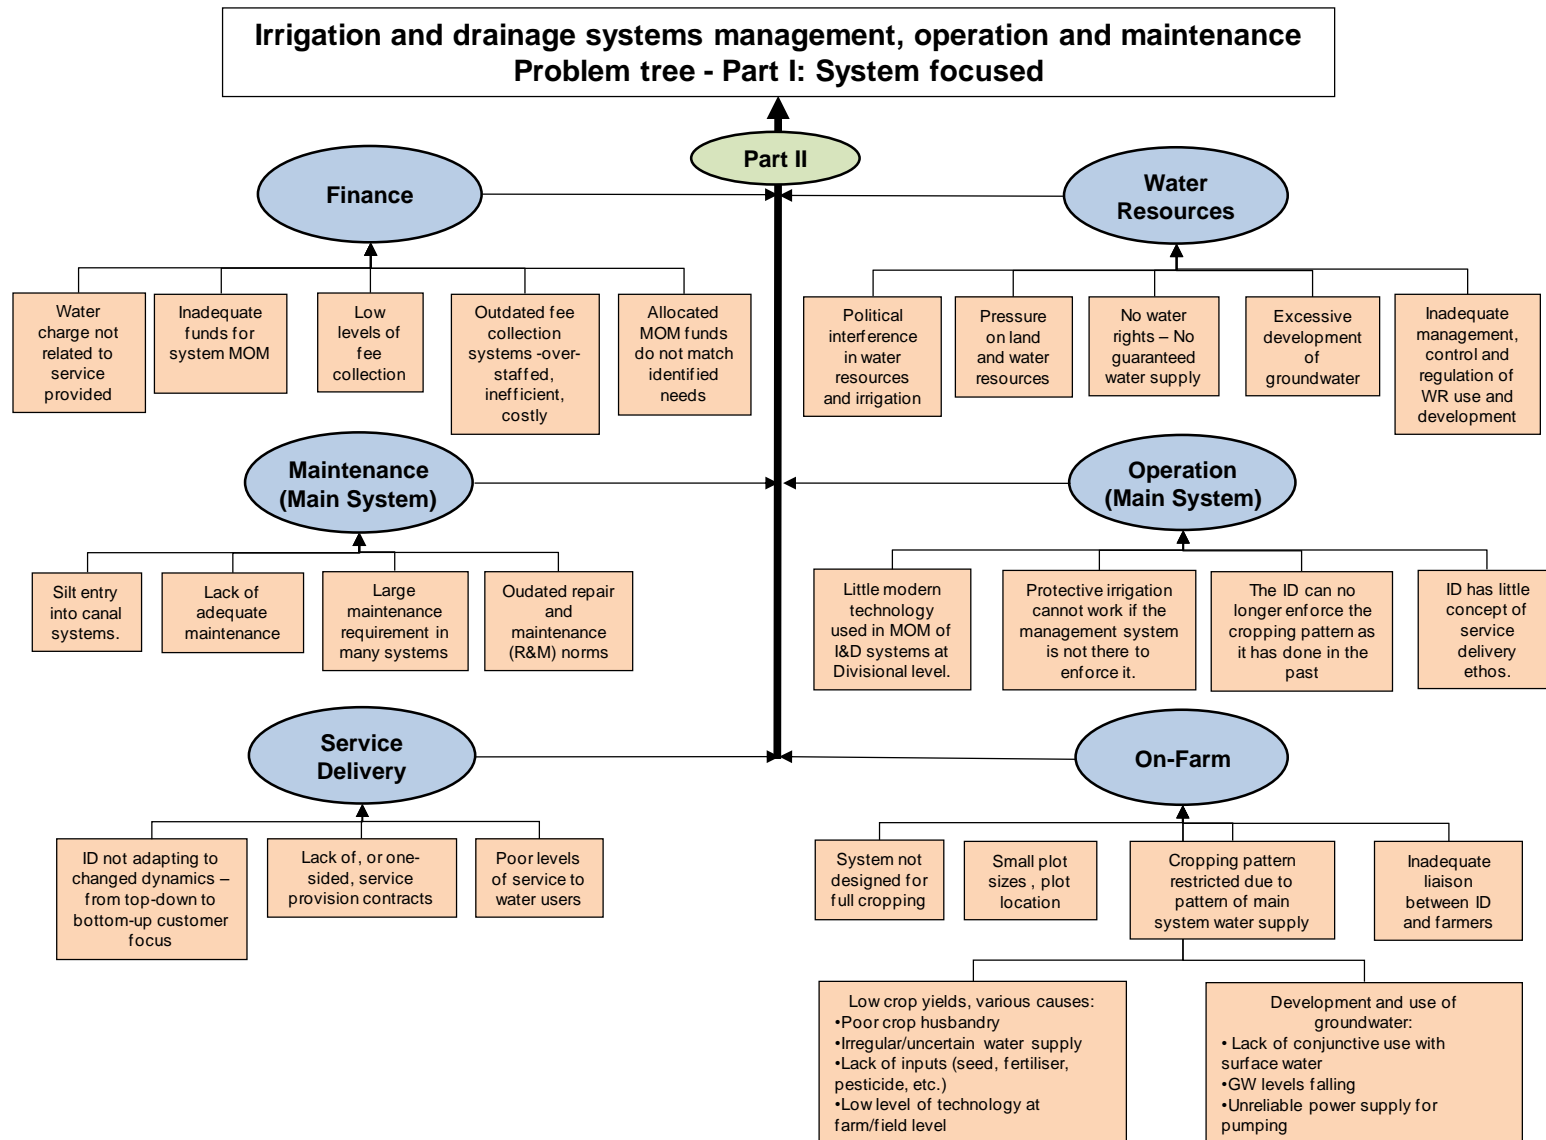 Irrigation and drainage systems management, operation and maintenance
Problem tree - Part I: System focused
Part II
Finance
Water
Resources
Water
charge not
related to
service
provided
Inadequate
funds for
system MOM
Low
levels of
fee
collection
Outdated fee
collection
systems -over-
staffed,
inefficient,
costly
Allocated
MOM funds
do not match
identified
needs
Political
interference
in water
resources
and irrigation
Pressure
on land
and water
resources
No water
rights – No
guaranteed
water supply
Excessive
development
of
groundwater
Inadequate
management,
control and
regulation of
WR use and
development
Maintenance
(Main System)
Operation
(Main System)
Silt entry
into canal
systems.
Lack of
adequate
maintenance
Large
maintenance
requirement in
many systems
Oudated repair
and
maintenance
(R&M) norms
Little modern
technology
used in MOM of
I&D systems at
Divisional level.
Protective irrigation
cannot work if the
management system
is not there to
enforce it.
The ID can no
longer enforce the
cropping pattern as
it has done in the
past
ID has little
concept of
service
delivery
ethos.
Service
Delivery
On-Farm
ID not adapting to
changed dynamics –
from top-down to
bottom-up customer
focus
Lack of, or one-
sided, service
provision contracts
Poor levels
of service to
water users
System not
designed for
full cropping
Small plot
sizes , plot
location
Cropping pattern
restricted due to
pattern of main
system water supply
Inadequate
liaison
between ID
and farmers
Low crop yields, various causes:
•Poor crop husbandry
•Irregular/uncertain water supply
•Lack of inputs (seed, fertiliser,
pesticide, etc.)
•Low level of technology at
farm/field level
Development and use of
groundwater:
• Lack of conjunctive use with
surface water
•GW levels falling
•Unreliable power supply for
pumping